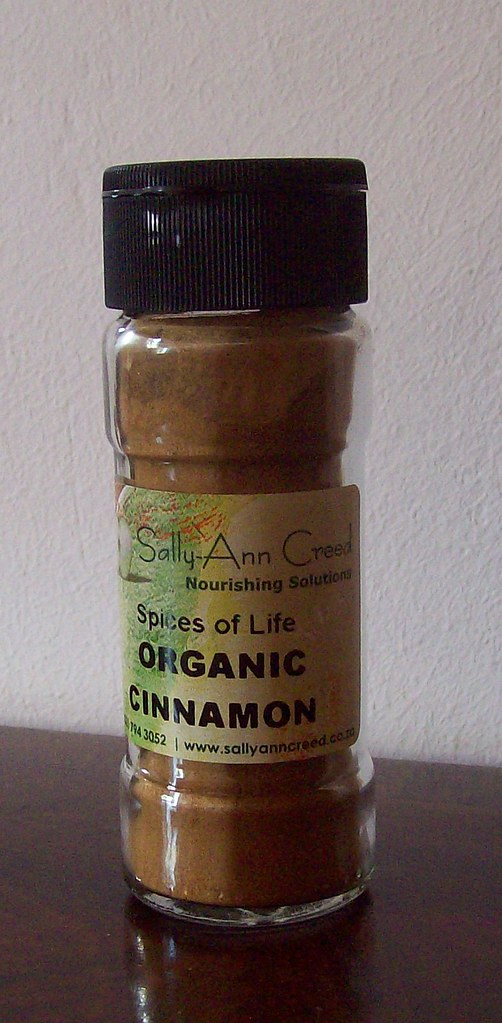 Sally-Ann Creed
Nourishing Solutions
Spices of Life
ORGANIC
CINNAMON
794 3052 | www.sallyanncreed.co.za